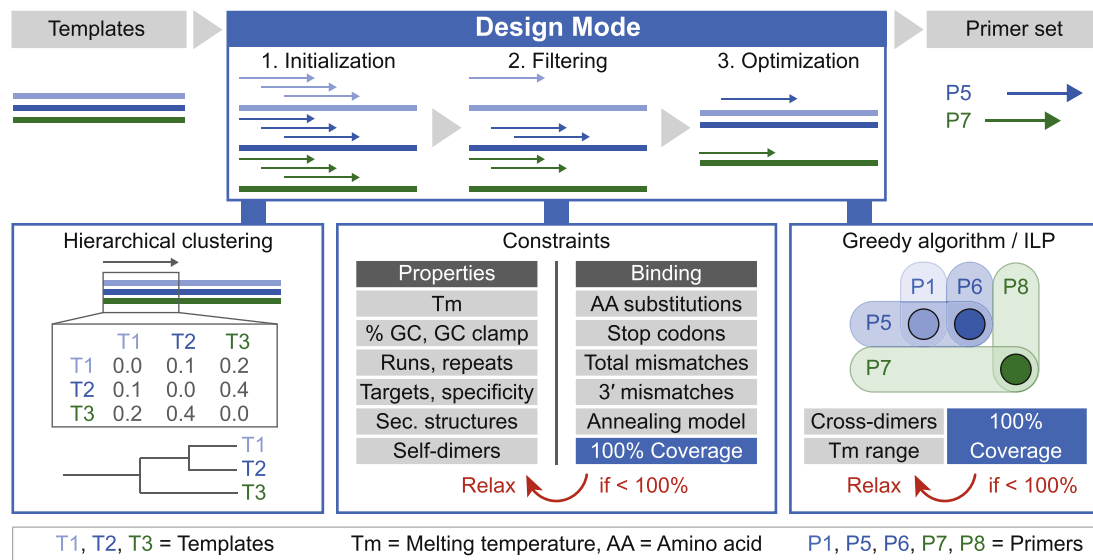 Templates
Design Mode
Primer set
1. Initialization
2. Filtering
3. Optimization
P5
P7
Hierarchical clustering
T1 T2 T3
T1 0.0 0.1 0.2
T2 0.1 0.0 0.4
T3 0.2 0.4 0.0
T1
T2
T3
Constraints
Properties
Tm
% GC, GC clamp
Runs, repeats
Targets, specificity
Sec. structures
Self-dimers
Binding
AA substitutions
Stop codons
Total mismatches
3′ mismatches
Annealing model
100% Coverage
Relax if < 100%
Greedy algorithm / ILP
P1 P6 P8
P5
P7
Cross-dimers
Tm range
100%
Coverage
Relax if < 100%
T1, T2, T3 = Templates Tm = Melting temperature, AA = Amino acid P1, P5, P6, P7, P8 = Primers